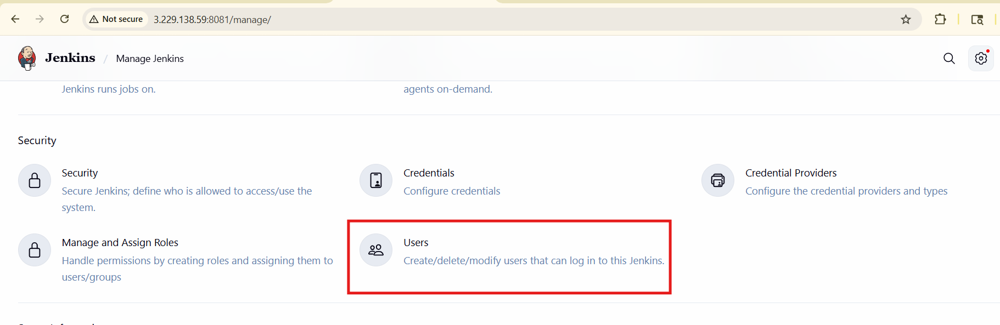 Not secure 3.229.138.59:8081/manage/
Jenkins / Manage Jenkins
Jenkins runs jobs on.
agents on-demand.
Security
Security
Secure Jenkins; define who is allowed to access/use the
system.
Credentials
Configure credentials
Credential Providers
Configure the credential providers and types
Manage and Assign Roles
Handle permissions by creating roles and assigning them to
users/groups
Users
Create/delete/modify users that can log in to this Jenkins.